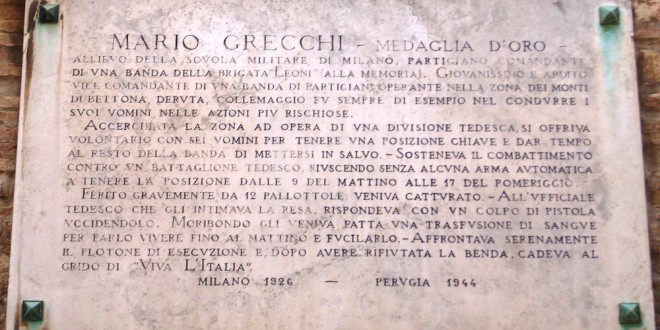 MARIO GRECCHI – MEDAGLIA D'ORO –
ALLIEVO DELLA SCVOLA MILITARE DI MILANO, PARTIGIANO COMANDANTE
DI VNA BANDA DELLA BRIGATA "LEONI" (ALLA MEMORIA). GIOVANISSIMO E ARDITO
VICE COMANDANTE DI VNA BANDA DI PARTIGIANI OPERANTE NELLA ZONA DEI MONTI
DI BETTONA, DERVTA, COLLEMAGGIO FV SEMPRE DI ESEMPIO NEL CONDVRRE I
SVOI VOMINI NELLE AZIONI PIV RISCHIOSE.
ACCERCHIATA LA ZONA AD OPERA DI VNA DIVISIONE TEDESCA, SI OFFRIVA
VOLONTARIO CON SEI VOMINI PER TENERE VNA POSIZIONE CHIAVE E DAR TEMPO
AL RESTO DELLA BANDA DI METTERSI IN SALVO. – SOSTENEVA IL COMBATTIMENTO
CONTRO VN BATTAGLIONE TEDESCO, RIVSCENDO SENZA ALCVNA ARMA AVTOMATICA
A TENERE LA POSIZIONE DALLE 9 DEL MATTINO ALLE 17 DEL POMERIGGIO.
FERITO GRAVEMENTE DA 12 PALLOTTOLE, VENIVA CATTVRATO. – ALL'VFFICIALE
TEDESCO CHE GLI INTIMAVA LA RESA, RISPONDEVA CON VN COLPO DI PISTOLA
VCCIDENDOLO. MORIBONDO GLI VENIVA FATTA VNA TRASFVSIONE DI SANGVE
PER FARLO VIVERE FINO AL MATTINO E FVCILARLO. – AFFRONTAVA SERENAMENTE
IL PLOTONE DI ESECVZIONE E, DOPO AVERE RIFIVTATA LA BENDA, CADEVA AL
GRIDO DI "VIVA L'ITALIA".
MILANO 1926 – PERVGIA 1944